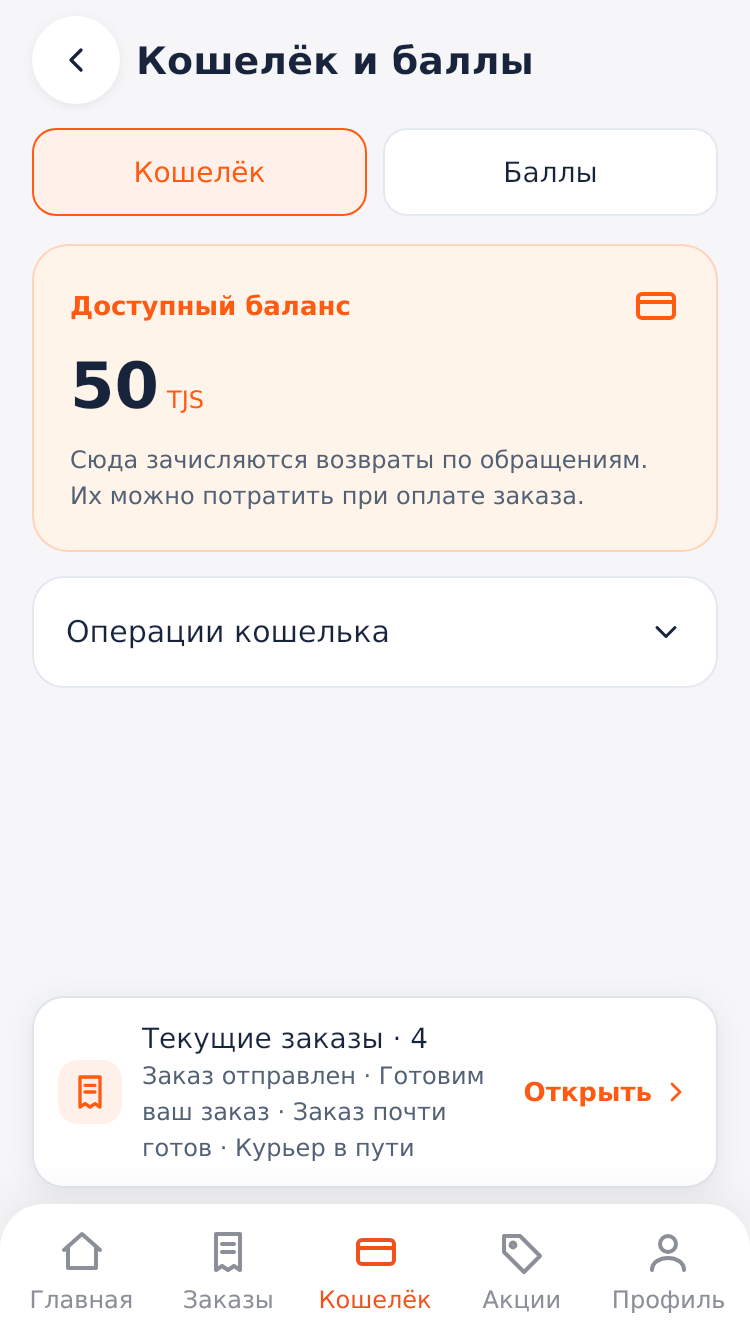 Кошелёк и баллы
Кошелёк
Баллы
Доступный баланс
50 TJS
Сюда зачисляются возвраты по обращениям.
Их можно потратить при оплате заказа.
Операции кошелька
Текущие заказы · 4
Заказ отправлен · Готовим
ваш заказ · Заказ почти
готов · Курьер в пути
Открыть
Главная
Заказы
Кошелёк
Акции
Профиль